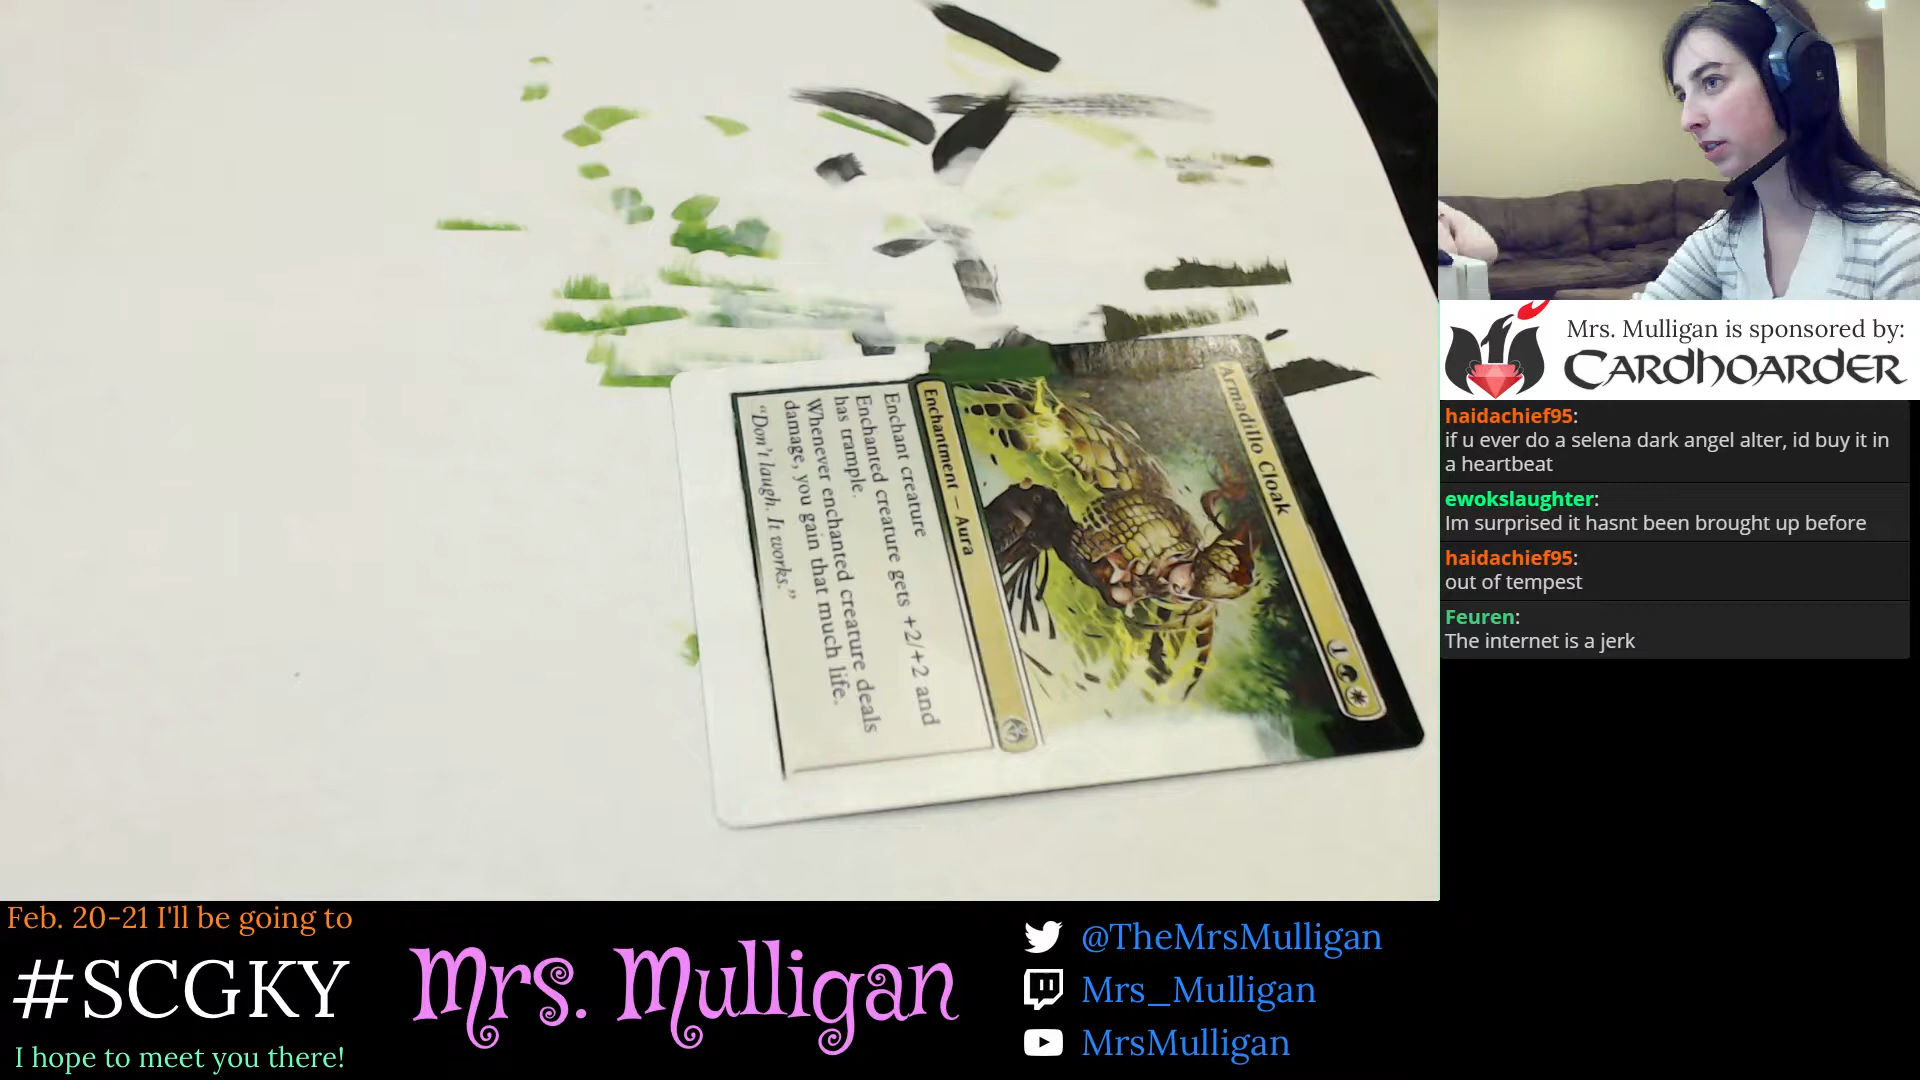 Armadillo Cloak
1
Enchantment — Aura
Enchant creature
Enchanted creature gets +2/+2 and
has trample.
Whenever enchanted creature deals
damage, you gain that much life.
"Don't laugh. It works."
Mrs. Mulligan is sponsored by:
CARDHOARDER
haidachief95:
if u ever do a selena dark angel alter, id buy it in
a heartbeat
ewokslaughter:
Im surprised it hasnt been brought up before
haidachief95:
out of tempest
Feuren:
The internet is a jerk
Feb. 20-21 I'll be going to
#SCGKY
I hope to meet you there!
Mrs. Mulligan
@TheMrsMulligan
Mrs_Mulligan
MrsMulligan